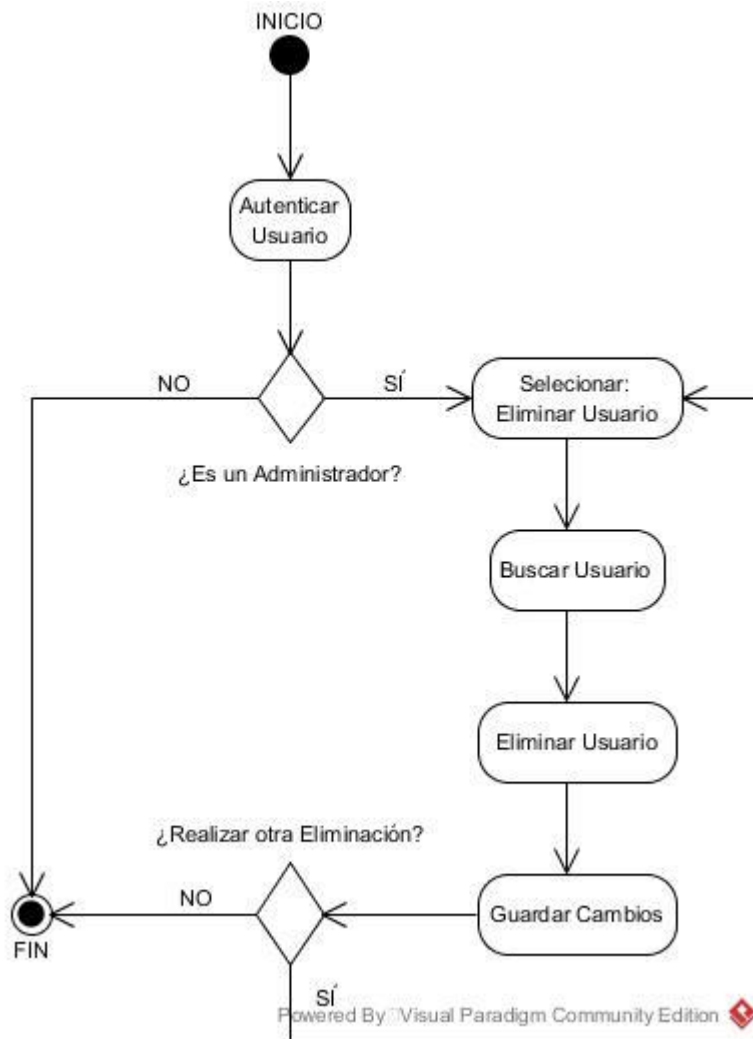 INICIO
Autenticar
Usuario
NO
SÍ
Selecionar:
Eliminar Usuario
¿Es un Administrador?
Buscar Usuario
Eliminar Usuario
¿Realizar otra Eliminación?
NO
Guardar Cambios
FIN
SÍ
Powered By Visual Paradigm Community Edition